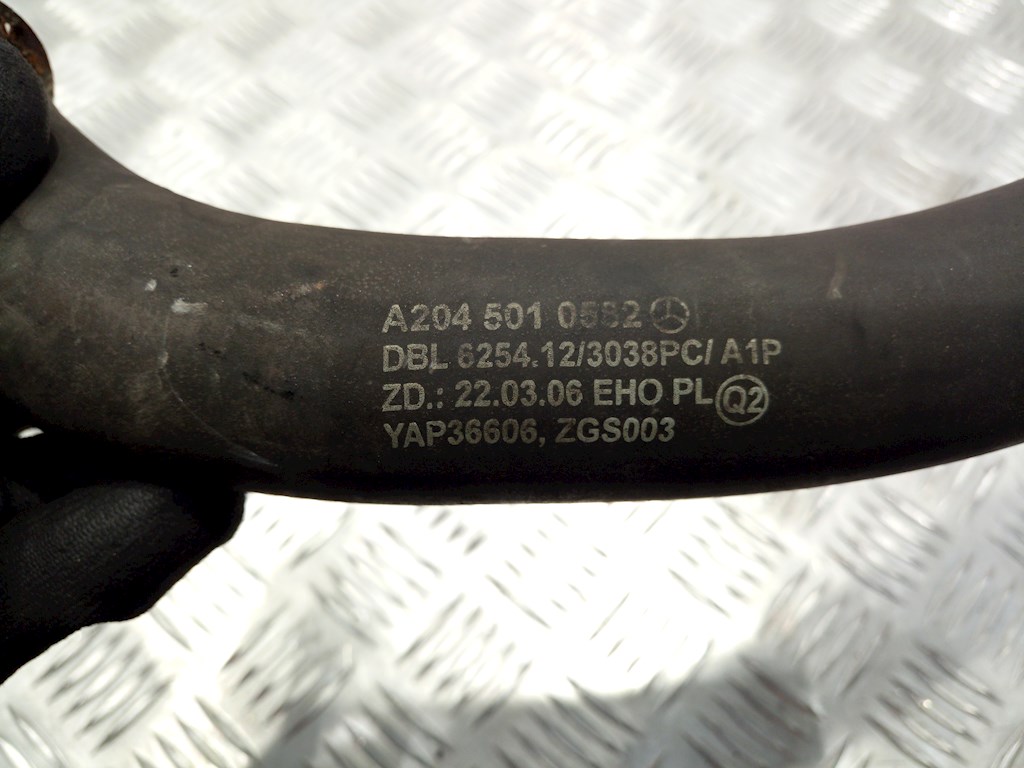 A204 501 0582
DBL 6254.12/3038PC/ A1P
ZD.: 22.03.06 EHO PL Q2
YAP36606, ZGS003